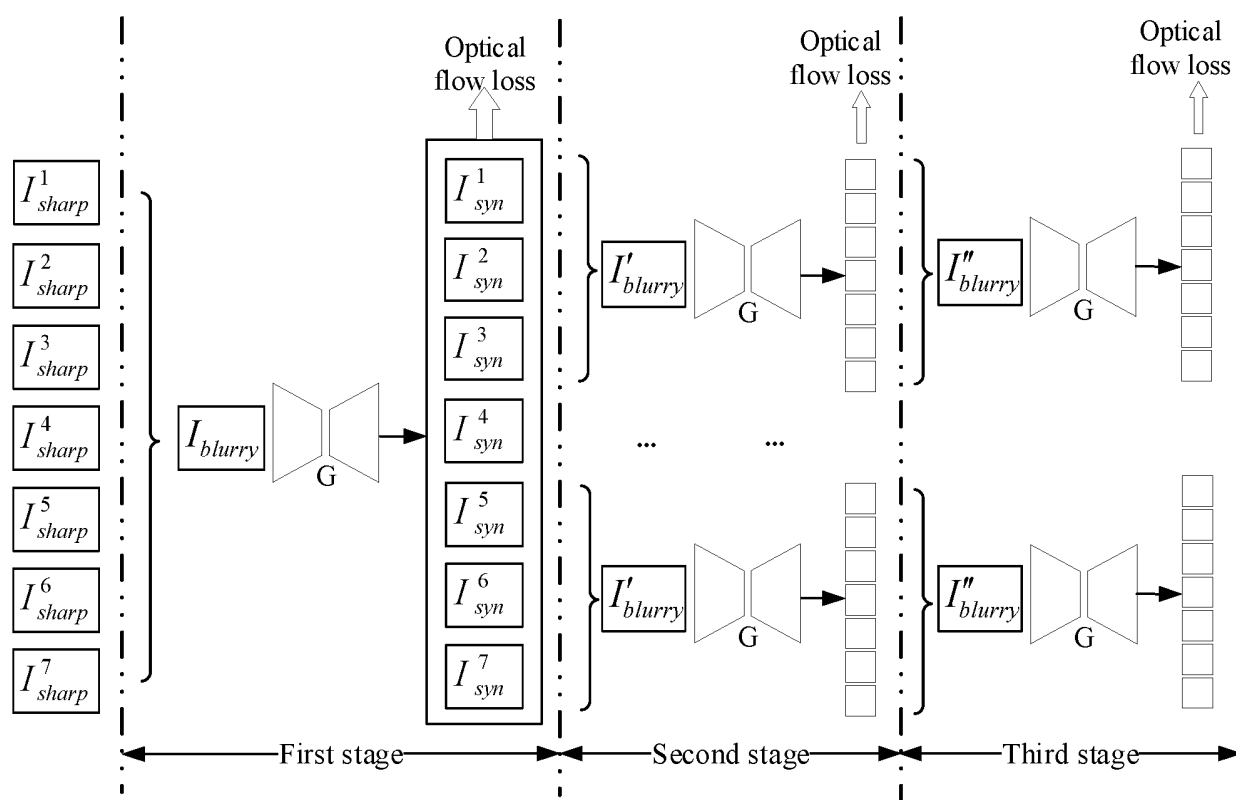 Optical
flow loss
Optical
flow loss
Optical
flow loss
I^1_sharp
I^2_sharp
I^3_sharp
I^4_sharp
I^5_sharp
I^6_sharp
I^7_sharp
I_blurry
G
I^1_syn
I^2_syn
I^3_syn
I^4_syn
I^5_syn
I^6_syn
I^7_syn
I′_blurry
G
... ...
I′_blurry
G
I″_blurry
G
I″_blurry
G
First stage
Second stage
Third stage